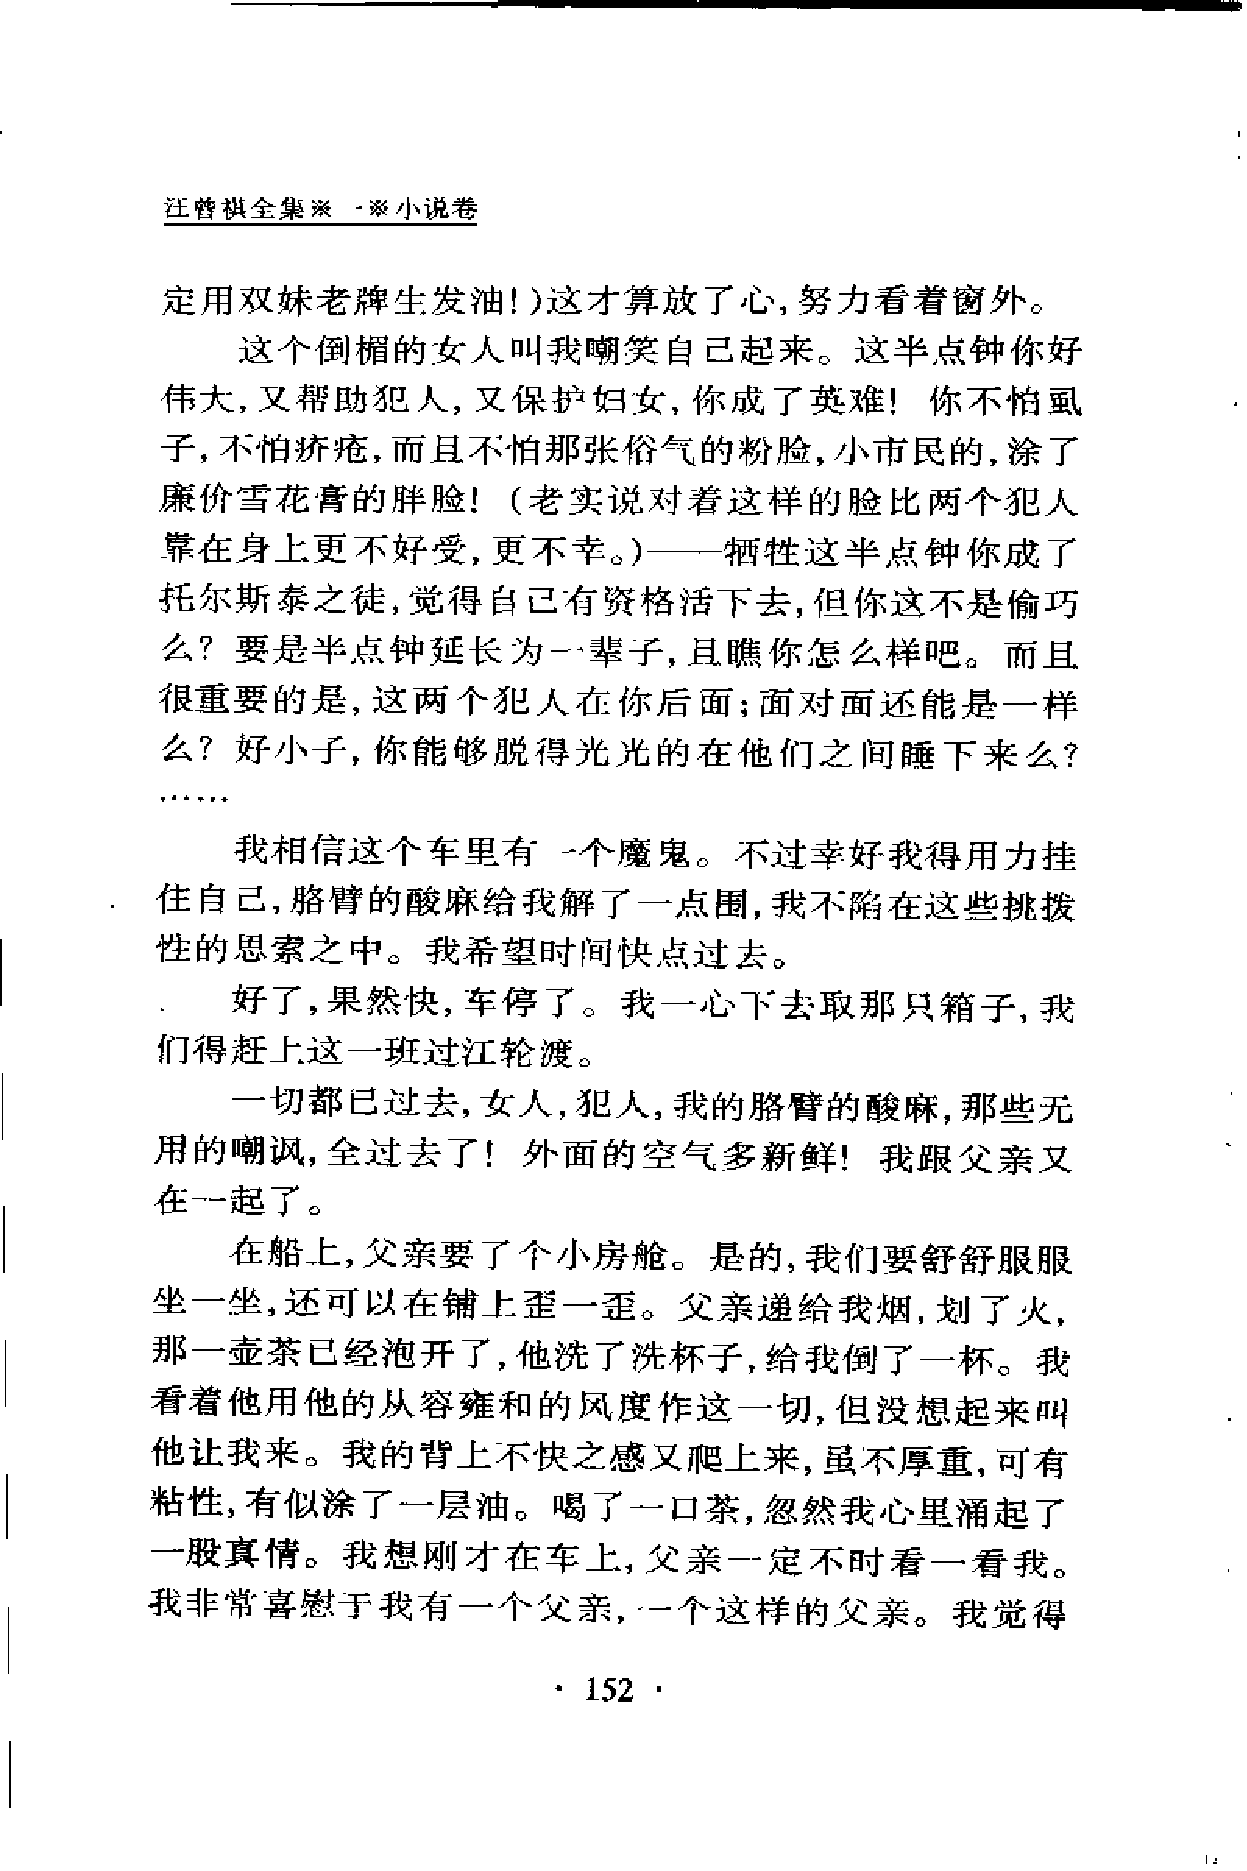 汪曾祺全集※一※小说卷
定用双妹老牌生发油!)这才算放了心,努力看着窗外。
这个倒楣的女人叫我嘲笑自己起来。这半点钟你好
伟大,又帮助犯人,又保护妇女,你成了英难! 你不怕虱
子,不怕疥疮,而且不怕那张俗气的粉脸,小市民的,涂了
廉价雪花膏的胖脸! (老实说对着这样的脸比两个犯人
靠在身上更不好受,更不幸。)——牺牲这半点钟你成了
托尔斯泰之徒,觉得自己有资格活下去,但你这不是偷巧
么? 要是半点钟延长为一辈子,且瞧你怎么样吧。而且
很重要的是,这两个犯人在你后面;面对面还能是一样
么? 好小子,你能够脱得光光的在他们之间睡下来么?
……
我相信这个车里有一个魔鬼。不过幸好我得用力挂
住自己,胳臂的酸麻给我解了一点围,我不陷在这些挑拨
性的思索之中。我希望时间快点过去。
好了,果然快,车停了。我一心下去取那只箱子,我
们得赶上这一班过江轮渡。
一切都已过去,女人,犯人,我的胳臂的酸麻,那些无
用的嘲讽,全过去了! 外面的空气多新鲜! 我跟父亲又
在一起了。
在船上,父亲要了个小房舱。是的,我们要舒舒服服
坐一坐,还可以在铺上歪一歪。父亲递给我烟,划了火,
那一壶茶已经泡开了,他洗了洗杯子,给我倒了一杯。我
看着他用他的从容雍和的风度作这一切,但没想起来叫
他让我来。我的背上不快之感又爬上来,虽不厚重,可有
粘性,有似涂了一层油。喝了一口茶,忽然我心里涌起了
一股真情。我想刚才在车上,父亲一定不时看一看我。
我非常喜慰于我有一个父亲,一个这样的父亲。我觉得
· 152 ·